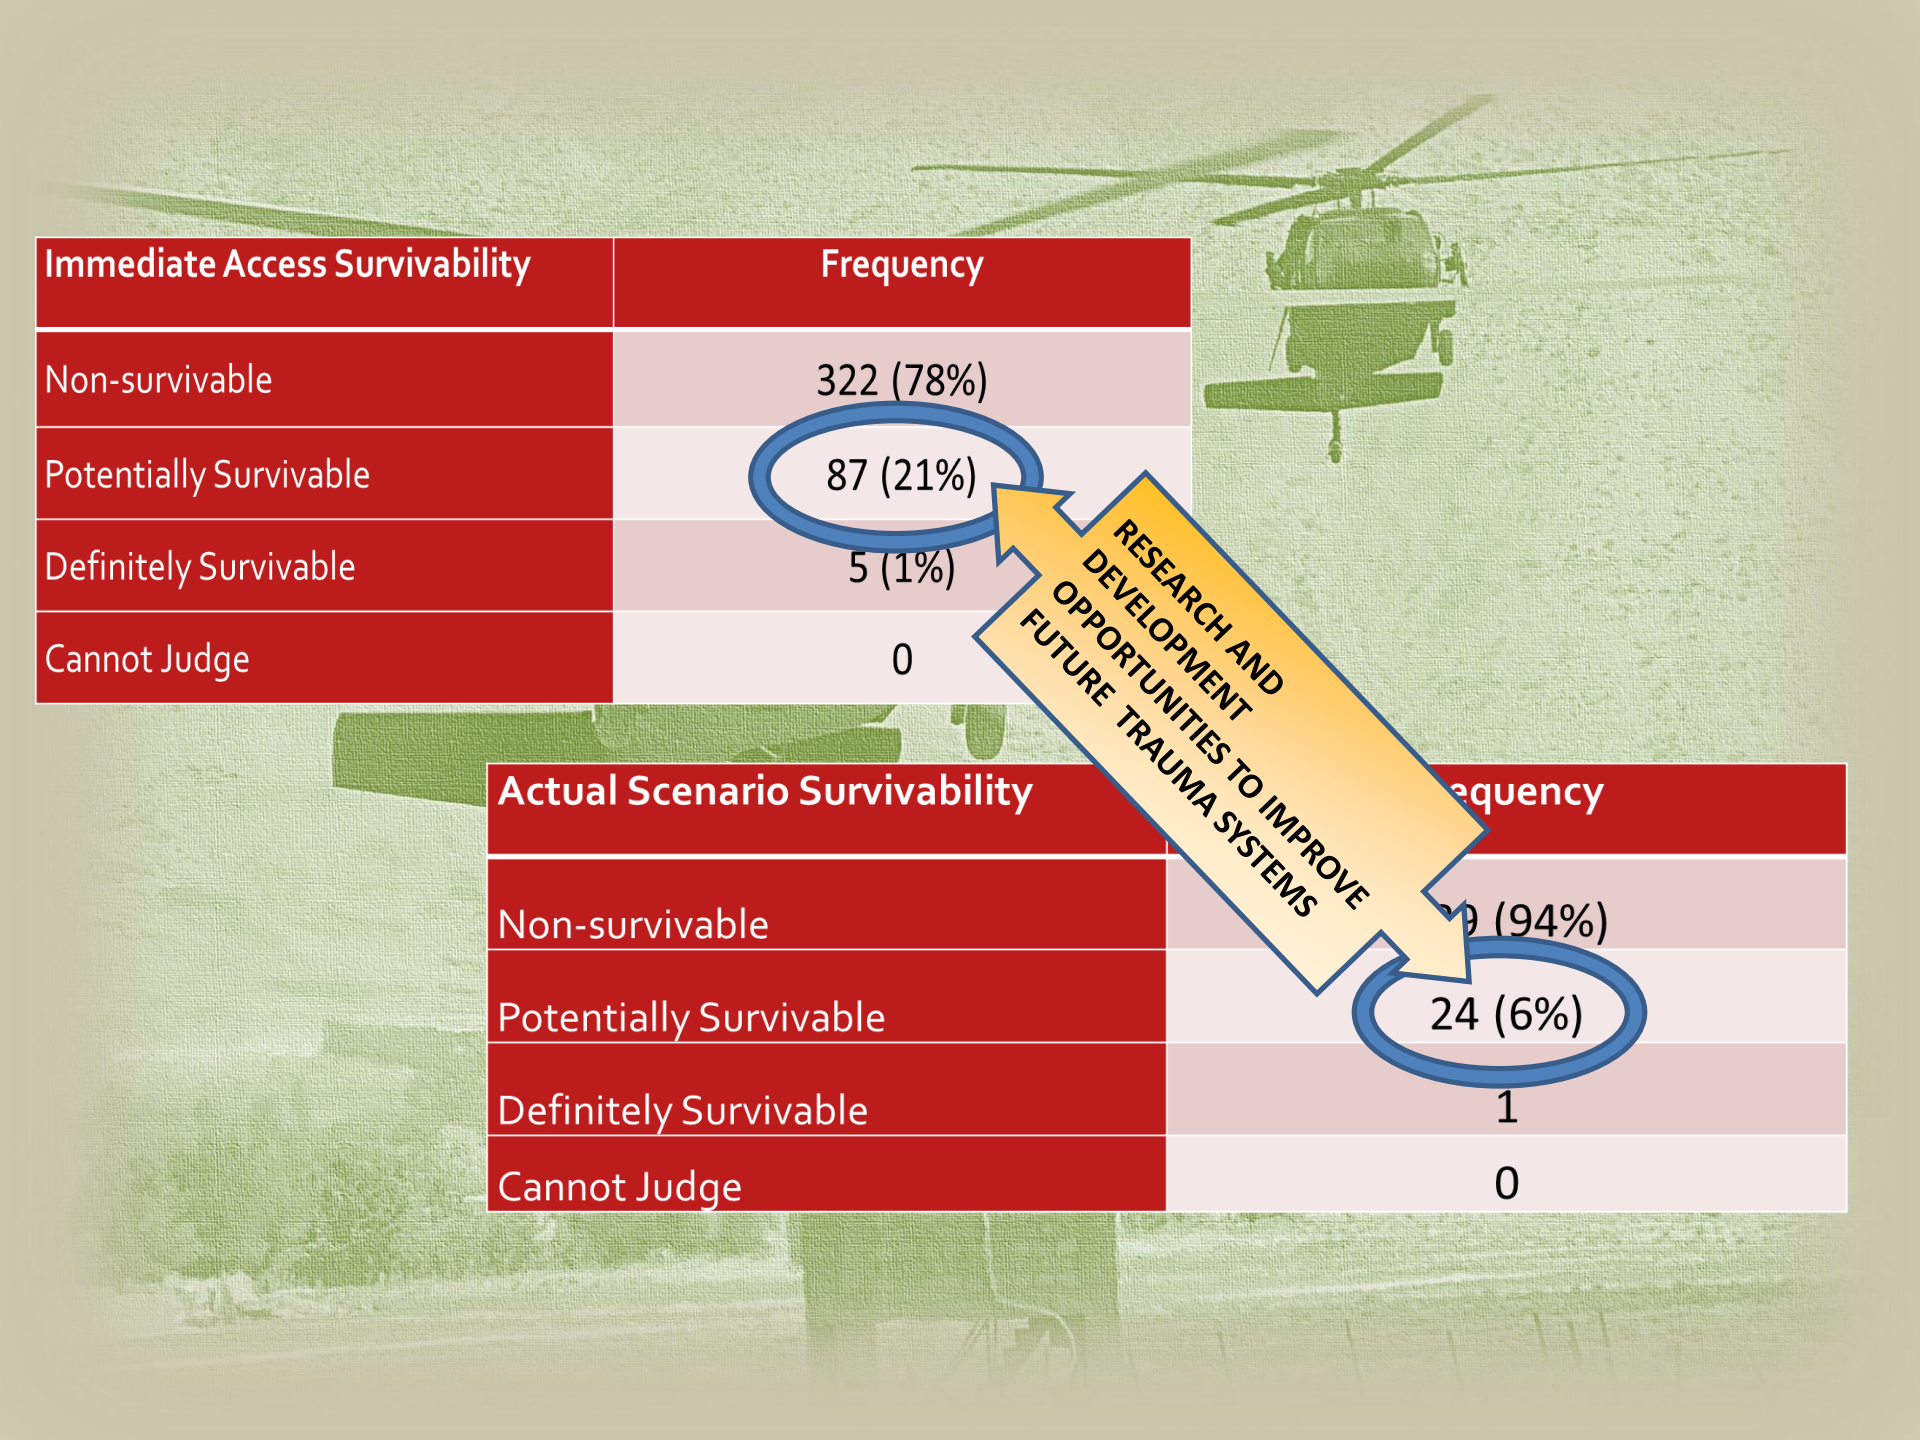 Immediate Access Survivability Frequency
Non-survivable 322 (78%)
Potentially Survivable 87 (21%)
Definitely Survivable 5 (1%)
Cannot Judge 0
RESEARCH AND
DEVELOPMENT
OPPORTUNITIES TO IMPROVE
FUTURE TRAUMA SYSTEMS
Actual Scenario Survivability equency
Non-survivable 9 (94%)
Potentially Survivable 24 (6%)
Definitely Survivable 1
Cannot Judge 0